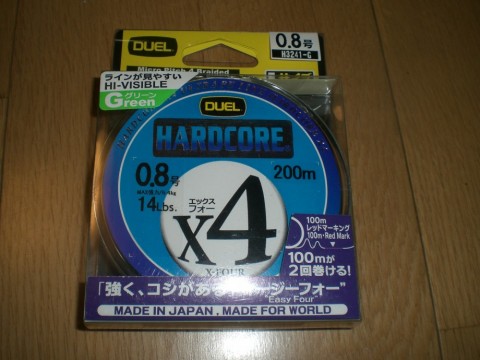 DUEL
0.8号
H3241-G
Micro Pitch 4 Braided
ラインが見やすい
HI-VISIBLE
グリーン
Green
DUEL
HARDCORE
0.8号
200m
14Lbs.
エックス
フォー
X4
X-FOUR
100m
レッドマーキング
100m・Red Mark
100mが
2回巻ける!
「強く、コシがある
ジーフォー"
"Easy Four"
MADE IN JAPAN, MADE FOR WORLD